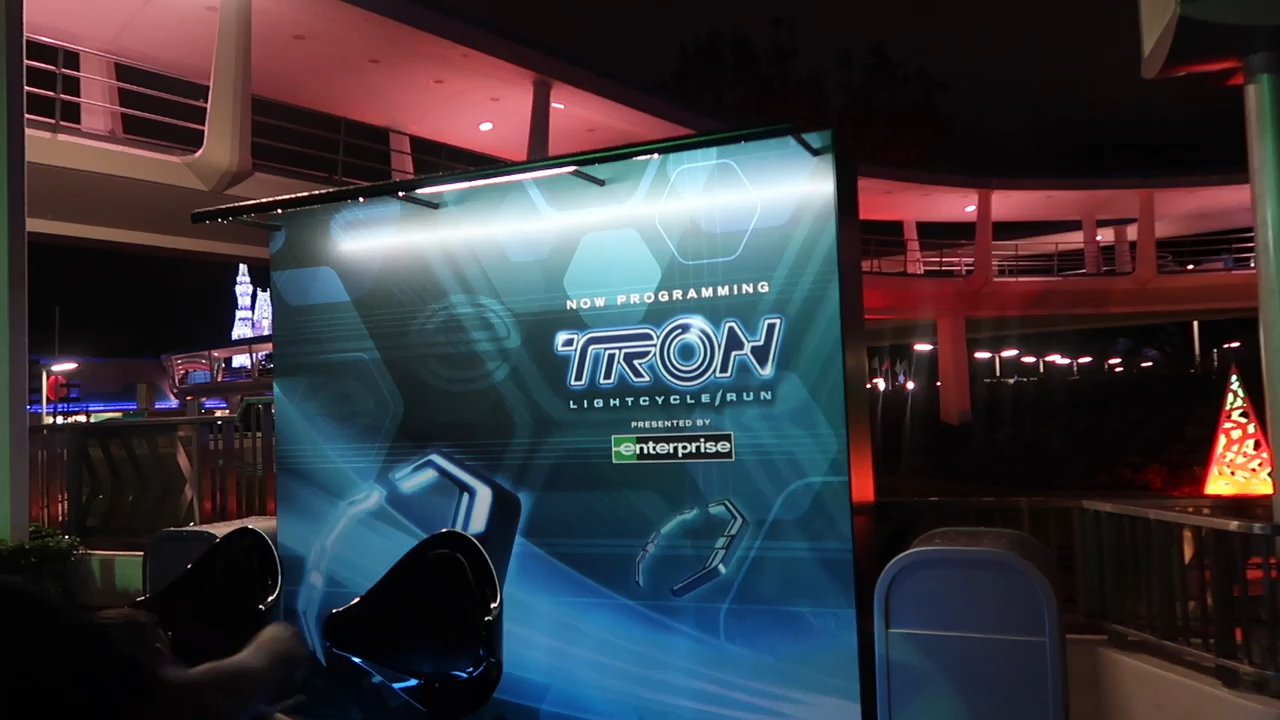 NOW PROGRAMMING
TRON
LIGHTCYCLE/RUN
PRESENTED BY
enterprise